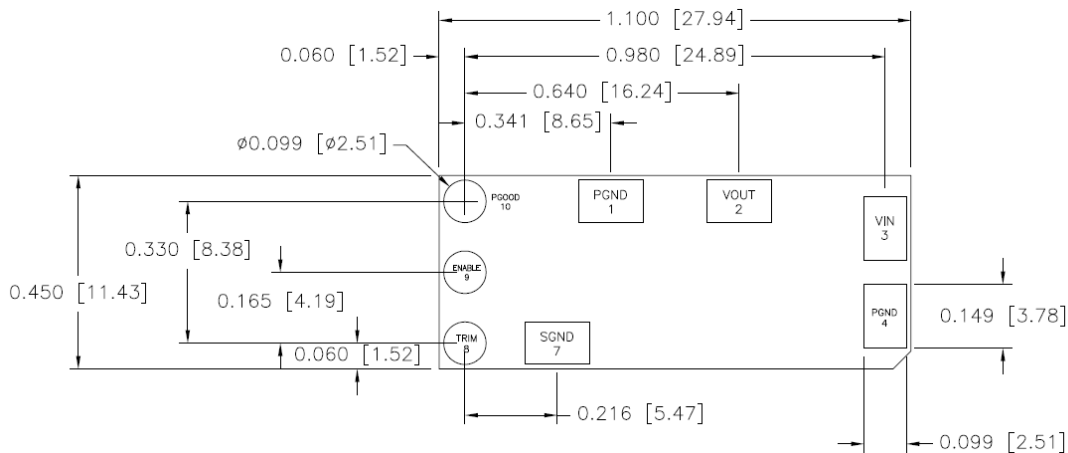 1.100 [27.94]
0.060 [1.52]
0.980 [24.89]
0.640 [16.24]
0.341 [8.65]
ø0.099 [ø2.51]
PGOOD
10
PGND
1
VOUT
2
VIN
3
0.330 [8.38]
ENABLE
9
0.450 [11.43]
0.165 [4.19]
PGND
4
0.149 [3.78]
TRIM
8
0.060 [1.52]
SGND
7
0.216 [5.47]
0.099 [2.51]